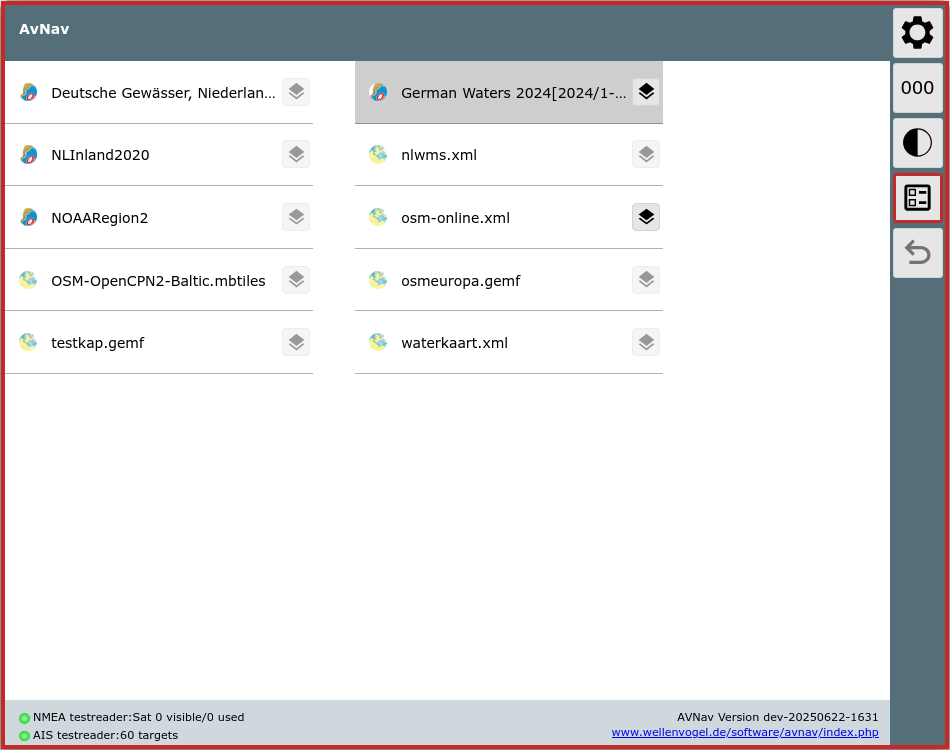 AvNav
000
Deutsche Gewässer, Niederlan...
German Waters 2024[2024/1-...
NLInland2020
nlwms.xml
NOAARegion2
osm-online.xml
OSM-OpenCPN2-Baltic.mbtiles
osmeuropa.gemf
testkap.gemf
waterkaart.xml
NMEA testreader:Sat 0 visible/0 used
AVNav Version dev-20250622-1631
AIS testreader:60 targets
www.wellenvogel.de/software/avnav/index.php